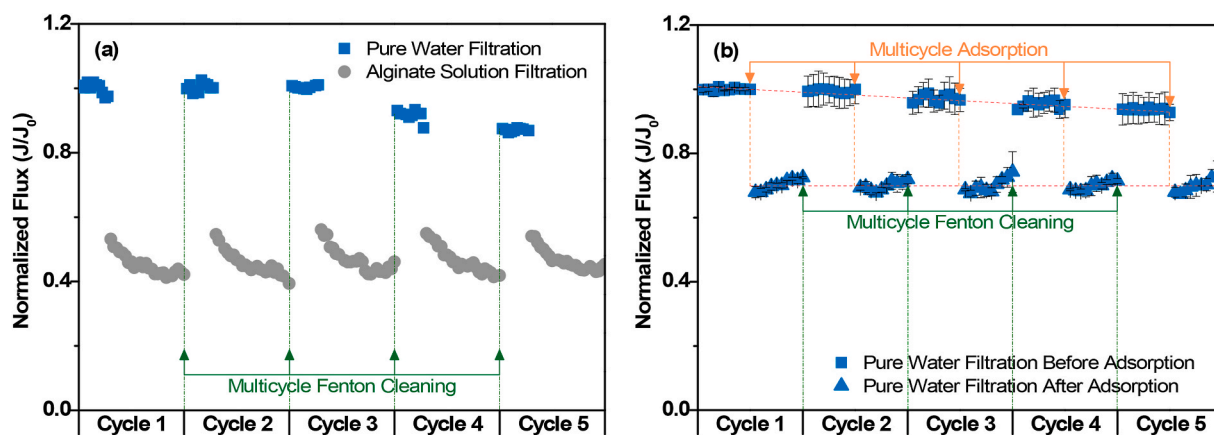 (a)
Pure Water Filtration
Alginate Solution Filtration
Multicycle Fenton Cleaning
Normalized Flux (J/J0)
1.2
0.8
0.4
0.0
Cycle 1 Cycle 2 Cycle 3 Cycle 4 Cycle 5
(b)
Multicycle Adsorption
Multicycle Fenton Cleaning
Pure Water Filtration Before Adsorption
Pure Water Filtration After Adsorption
Normalized Flux (J/J0)
1.2
0.8
0.4
0.0
Cycle 1 Cycle 2 Cycle 3 Cycle 4 Cycle 5